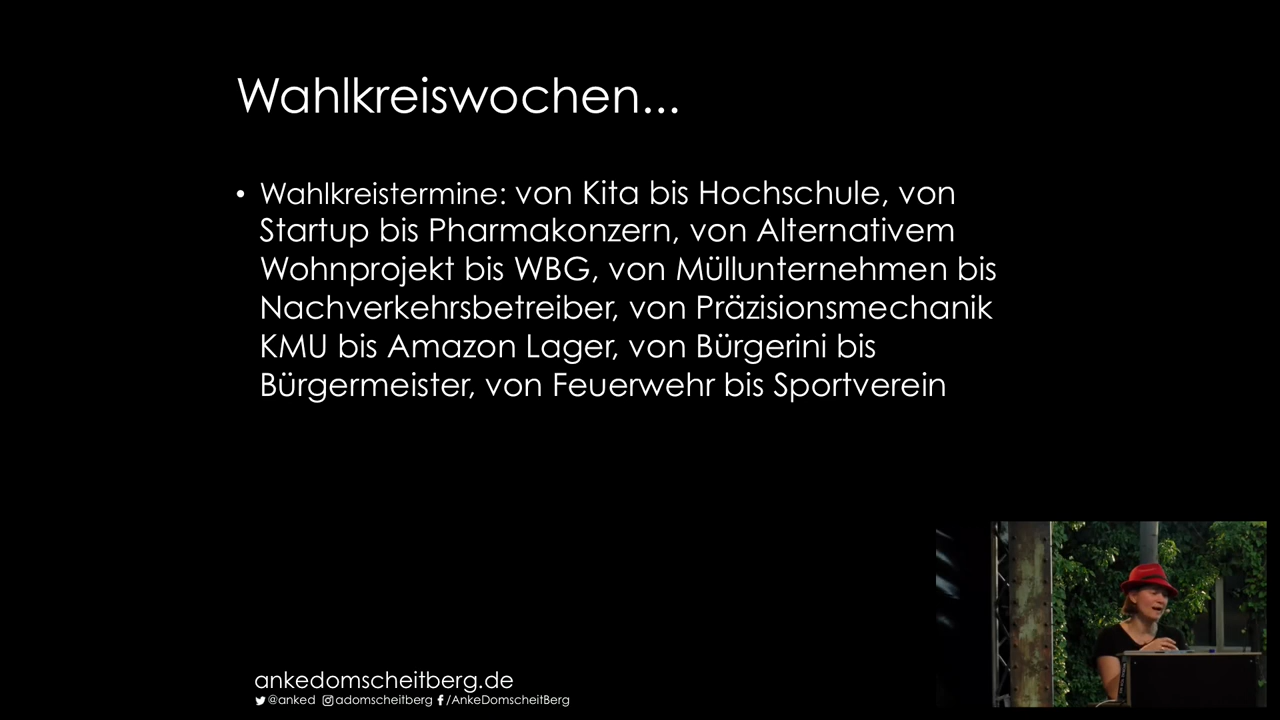 Wahlkreiswochen...
• Wahlkreistermine: von Kita bis Hochschule, von
Startup bis Pharmakonzern, von Alternativem
Wohnprojekt bis WBG, von Müllunternehmen bis
Nachverkehrsbetreiber, von Präzisionsmechanik
KMU bis Amazon Lager, von Bürgerini bis
Bürgermeister, von Feuerwehr bis Sportverein
ankedomscheitberg.de
@anked adomscheitberg /AnkeDomscheitBerg